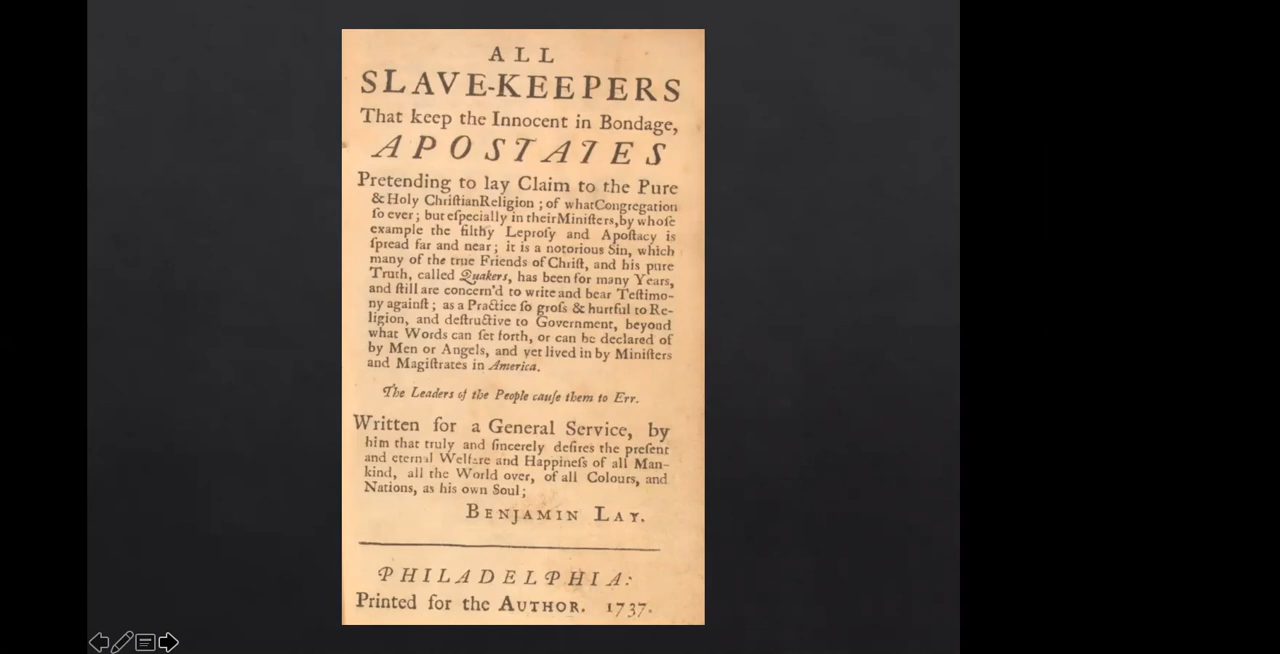 ALL
SLAVE-KEEPERS
That keep the Innocent in Bondage,
APOSTATES
Pretending to lay Claim to the Pure
& Holy Chriſtian Religion ; of what Congregation
ſo ever ; but eſpecially in their Miniſters, by whoſe
example the filthy Leproſy and Apoſtacy is
ſpread far and near ; it is a notorious Sin, which
many of the true Friends of Chriſt, and his pure
Truth, called Quakers, has been for many Years,
and ſtill are concern'd to write and bear Teſtimo-
ny againſt ; as a Practice ſo groſs & hurtful to Re-
ligion, and deſtructive to Government, beyond
what Words can ſet forth, or can be declared of
by Men or Angels, and yet lived in by Miniſters
and Magiſtrates in America.
The Leaders of the People cauſe them to Err.
Written for a General Service, by
him that truly and ſincerely deſires the preſent
and eternal Welfare and Happineſs of all Man-
kind, all the World over, of all Colours, and
Nations, as his own Soul ;
BENJAMIN LAY.
PHILADELPHIA:
Printed for the AUTHOR. 1737.